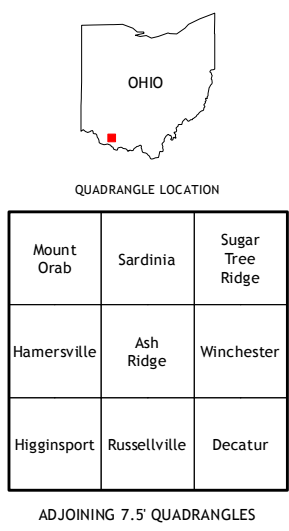 OHIO
QUADRANGLE LOCATION
Mount
Orab
Sardinia
Sugar
Tree
Ridge
Hamersville
Ash
Ridge
Winchester
Higginsport
Russellville
Decatur
ADJOINING 7.5' QUADRANGLES